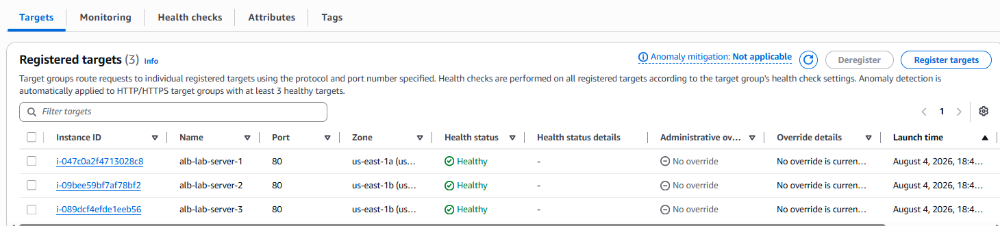 Targets Monitoring Health checks Attributes Tags
Registered targets (3) Info Anomaly mitigation: Not applicable Deregister Register targets
Target groups route requests to individual registered targets using the protocol and port number specified. Health checks are performed on all registered targets according to the target group's health check settings. Anomaly detection is
automatically applied to HTTP/HTTPS target groups with at least 3 healthy targets.
Filter targets 1
Instance ID Name Port Zone Health status Health status details Administrative ov... Override details Launch time
i-047c0a2f4713028c8 alb-lab-server-1 80 us-east-1a (us... Healthy - No override No override is curren... August 4, 2026, 18:4...
i-09bee59bf7af78bf2 alb-lab-server-2 80 us-east-1b (us... Healthy - No override No override is curren... August 4, 2026, 18:4...
i-089dcf4efde1eeb56 alb-lab-server-3 80 us-east-1b (us... Healthy - No override No override is curren... August 4, 2026, 18:4...